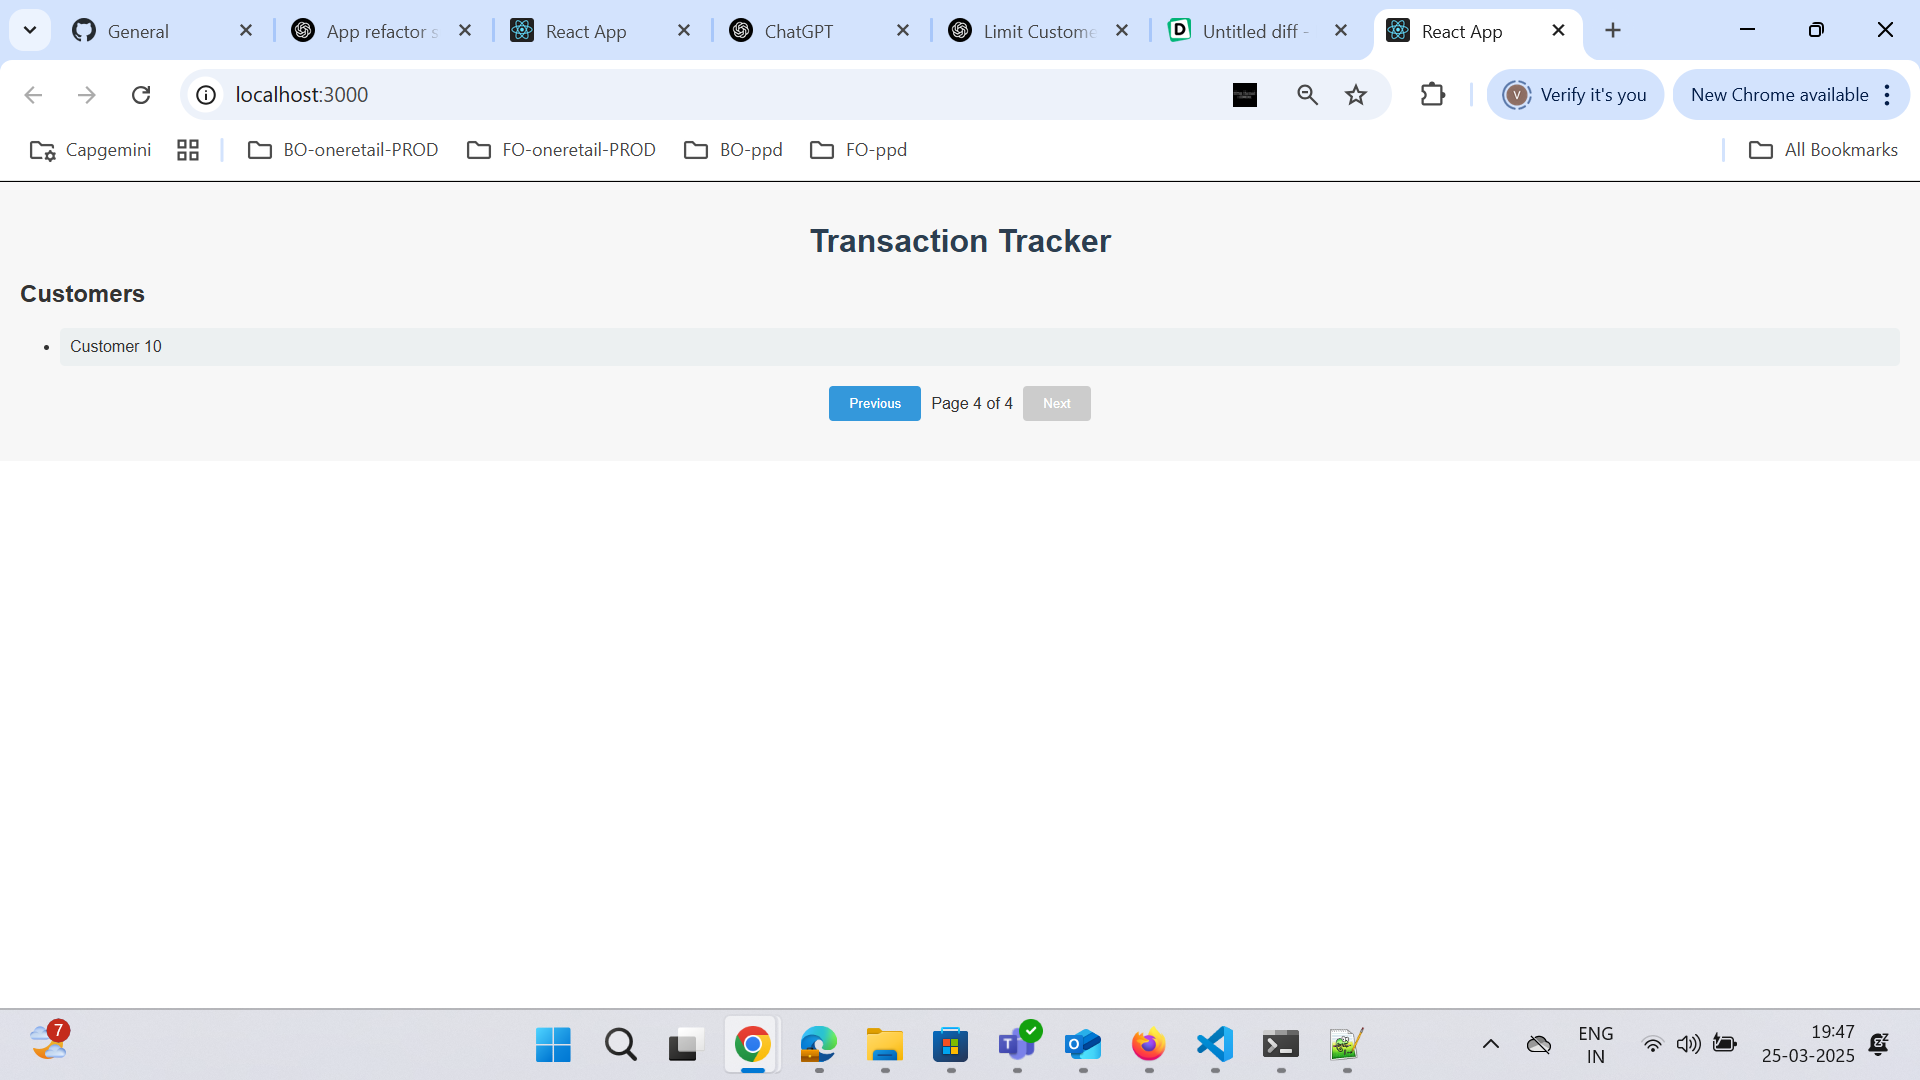 General
App refactor s
React App
ChatGPT
Limit Custome
Untitled diff -
React App
localhost:3000
V
Verify it's you
New Chrome available
Capgemini
BO-oneretail-PROD
FO-oneretail-PROD
BO-ppd
FO-ppd
All Bookmarks
Transaction Tracker
Customers
• Customer 10
Previous
Page 4 of 4
Next
7
ENG
IN
19:47
25-03-2025